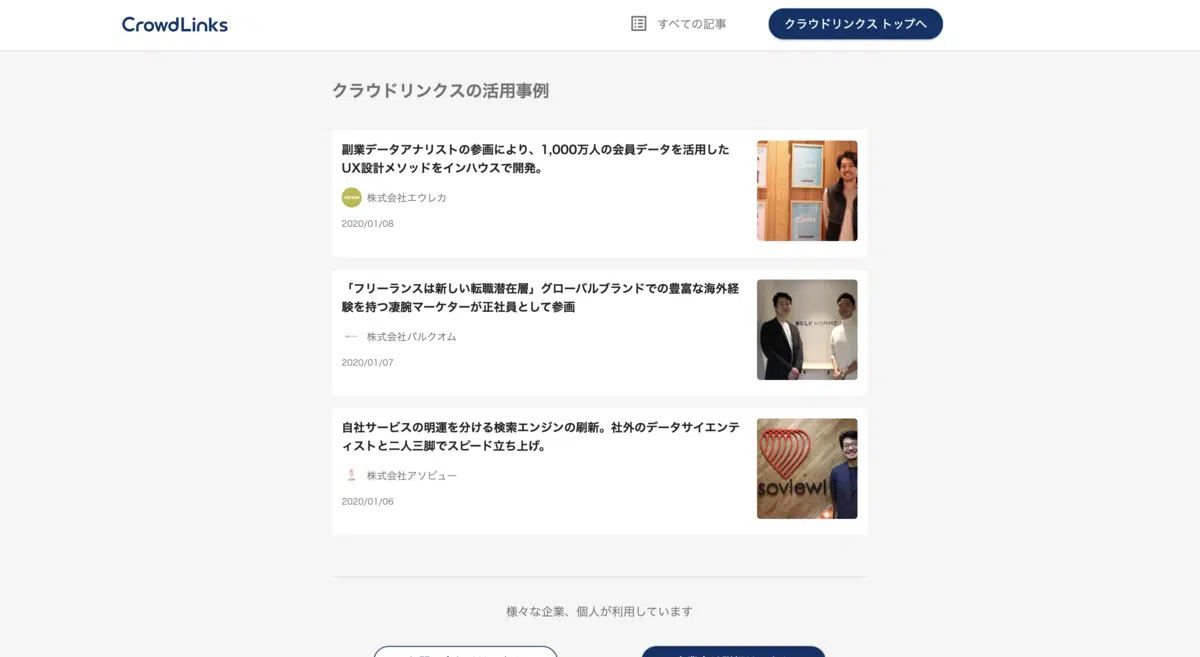 CrowdLinks
すべての記事
クラウドリンクス トップへ
クラウドリンクスの活用事例
副業データアナリストの参画により、1,000万人の会員データを活用した
UX設計メソッドをインハウスで開発。
株式会社エウレカ
2020/01/08
「フリーランスは新しい転職潜在層」グローバルブランドでの豊富な海外経
験を持つ凄腕マーケターが正社員として参画
株式会社バルクオム
2020/01/07
BULK HOMME
自社サービスの明運を分ける検索エンジンの刷新。社外のデータサイエンテ
ィストと二人三脚でスピード立ち上げ。
株式会社アソビュー
2020/01/06
soview!
様々な企業、個人が利用しています